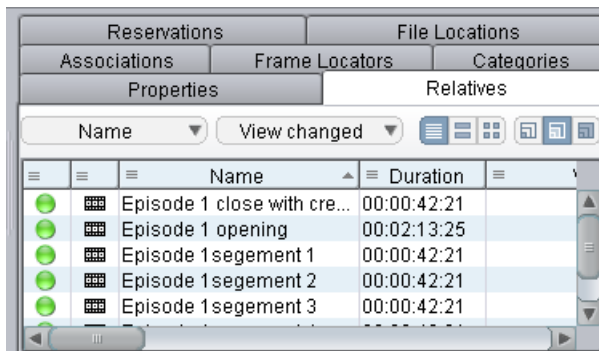 Reservations File Locations
Associations Frame Locators Categories
Properties Relatives
Name View changed
Name Duration
Episode 1 close with cre... 00:00:42:21
Episode 1 opening 00:02:13:25
Episode 1segement 1 00:00:42:21
Episode 1segement 2 00:00:42:21
Episode 1segement 3 00:00:42:21